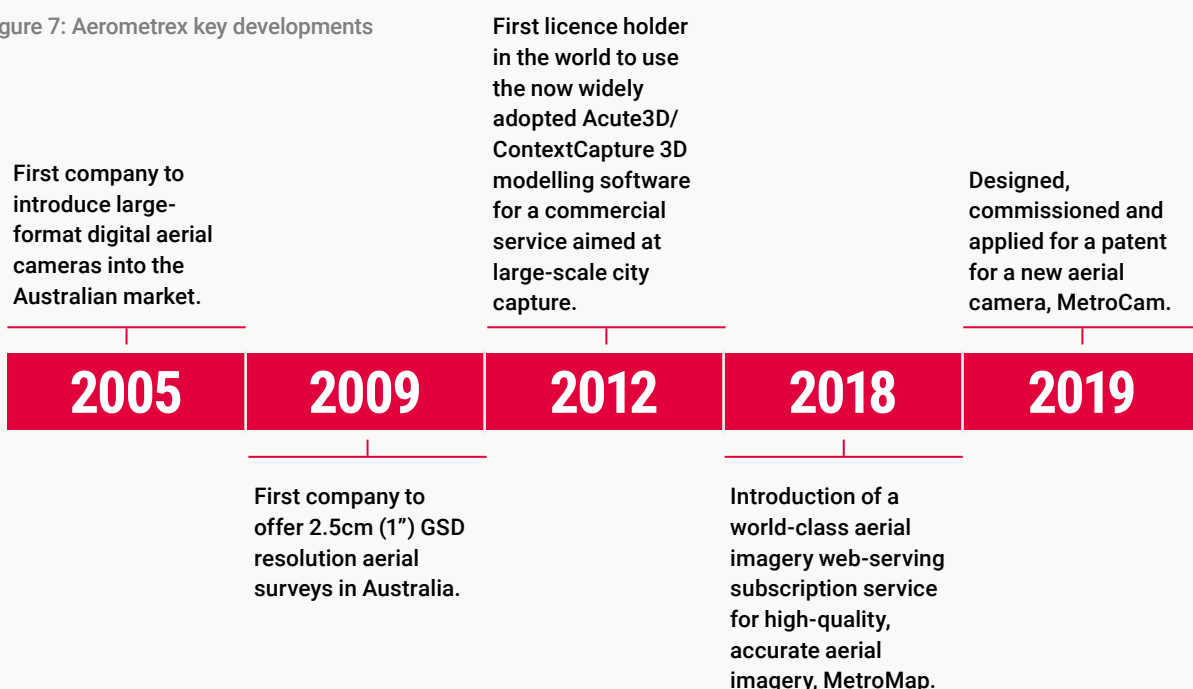 gure 7: Aerometrex key developments
First company to
introduce large-
format digital aerial
cameras into the
Australian market.
First licence holder
in the world to use
the now widely
adopted Acute3D/
ContextCapture 3D
modelling software
for a commercial
service aimed at
large-scale city
capture.
Designed,
commissioned and
applied for a patent
for a new aerial
camera, MetroCam.
2005
2009
2012
2018
2019
First company to
offer 2.5cm (1”) GSD
resolution aerial
surveys in Australia.
Introduction of a
world-class aerial
imagery web-serving
subscription service
for high-quality,
accurate aerial
imagery, MetroMap.